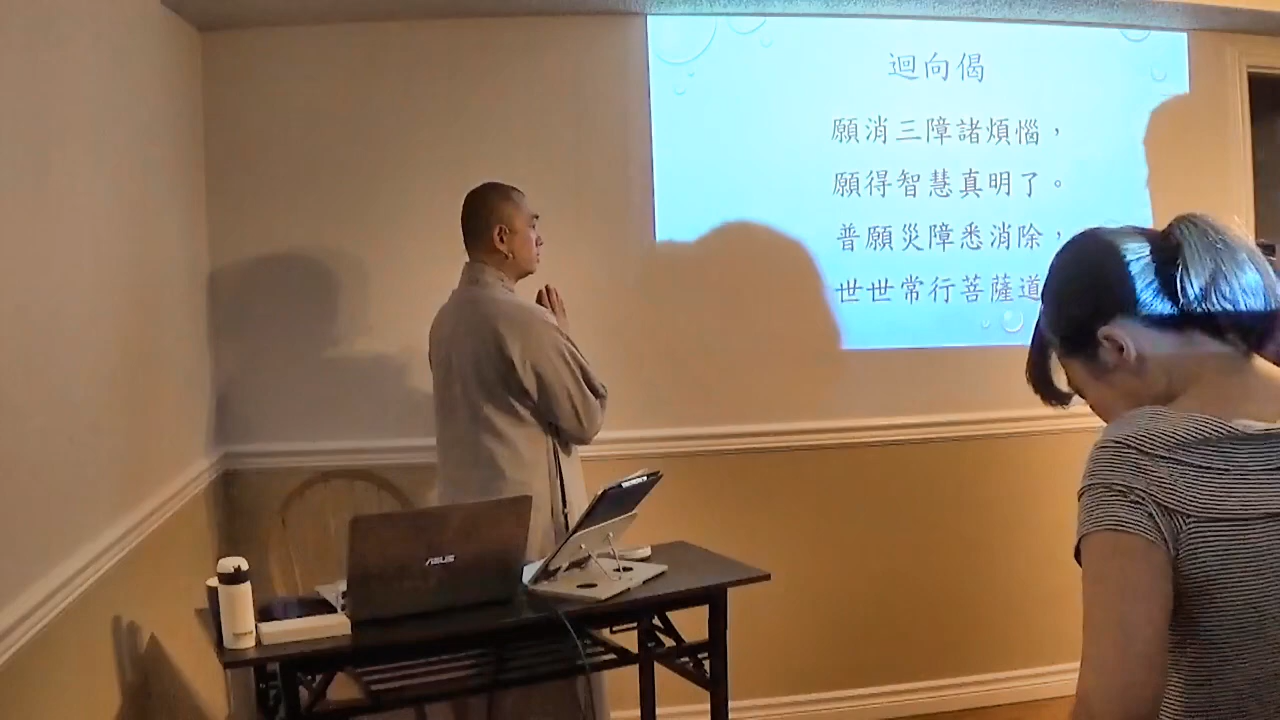 迴向偈
願消三障諸煩惱，
願得智慧真明了。
普願災障悉消除，
世世常行菩薩道
ASUS